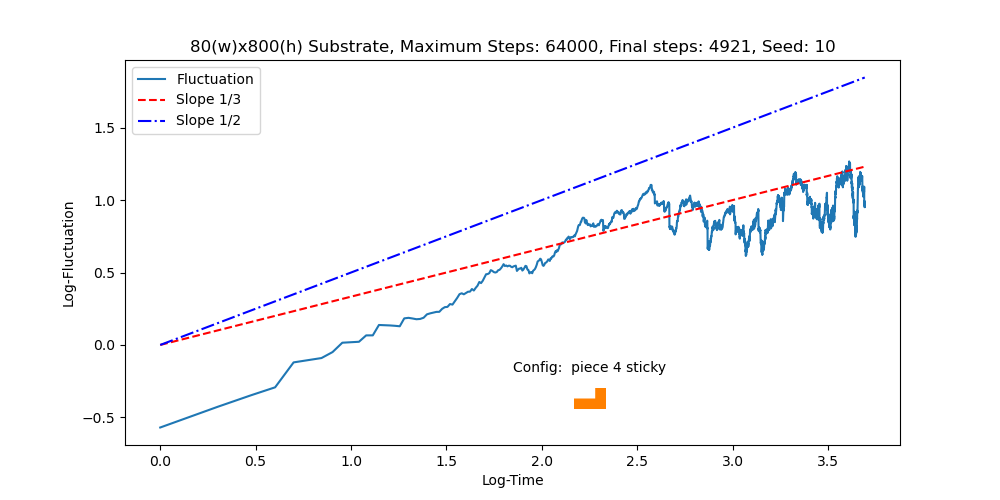 80(w)x800(h) Substrate, Maximum Steps: 64000, Final steps: 4921, Seed: 10
Fluctuation
Slope 1/3
Slope 1/2
1.5
1.0
0.5
0.0
−0.5
Log-Fluctuation
Config:  piece 4 sticky
0.0 0.5 1.0 1.5 2.0 2.5 3.0 3.5
Log-Time